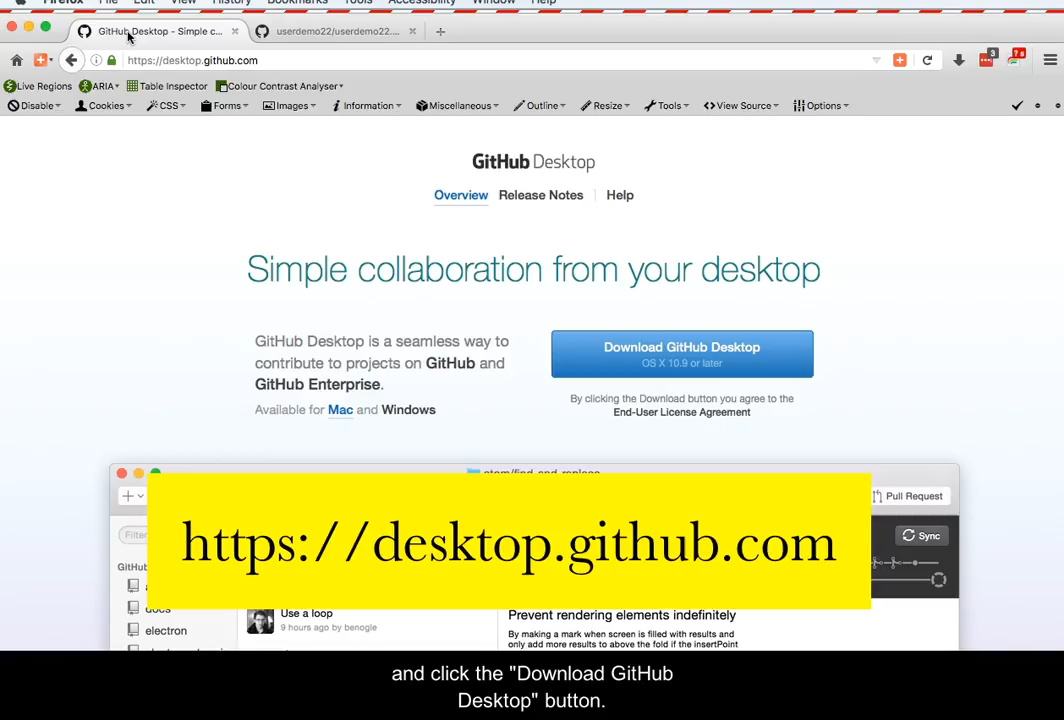 Firefox File Edit View History Bookmarks Tools Accessibility Window Help
GitHub Desktop - Simple c... userdemo22/userdemo22....
https://desktop.github.com 3 ?
Live Regions ARIA Table Inspector Colour Contrast Analyser
Disable Cookies CSS Forms Images Information Miscellaneous Outline Resize Tools View Source Options
GitHub Desktop
Overview Release Notes Help
Simple collaboration from your desktop
GitHub Desktop is a seamless way to
contribute to projects on GitHub and
GitHub Enterprise.
Available for Mac and Windows
Download GitHub Desktop
OS X 10.9 or later
By clicking the Download button you agree to the
End-User License Agreement
Pull Request
Filter
Sync
https://desktop.github.com
GitHu
docs
electron
Use a loop
9 hours ago by benogle
Prevent rendering elements indefinitely
By making a mark when screen is filled with results and
only add more results to above the fold if the insertPoint
and click the "Download GitHub
Desktop" button.